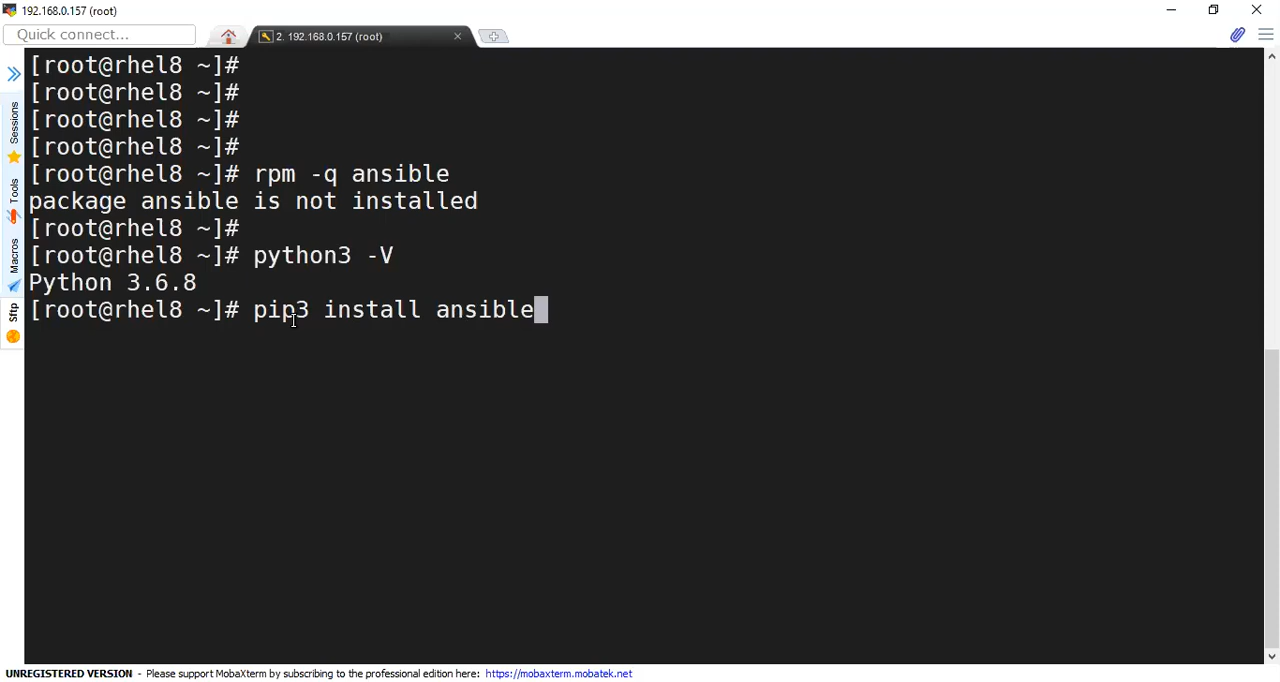 192.168.0.157 (root)
Quick connect...
2. 192.168.0.157 (root)
Sessions
Tools
Macros
Sftp
[root@rhel8 ~]#
[root@rhel8 ~]#
[root@rhel8 ~]#
[root@rhel8 ~]#
[root@rhel8 ~]# rpm -q ansible
package ansible is not installed
[root@rhel8 ~]#
[root@rhel8 ~]# python3 -V
Python 3.6.8
[root@rhel8 ~]# pip3 install ansible
UNREGISTERED VERSION - Please support MobaXterm by subscribing to the professional edition here: https://mobaxterm.mobatek.net